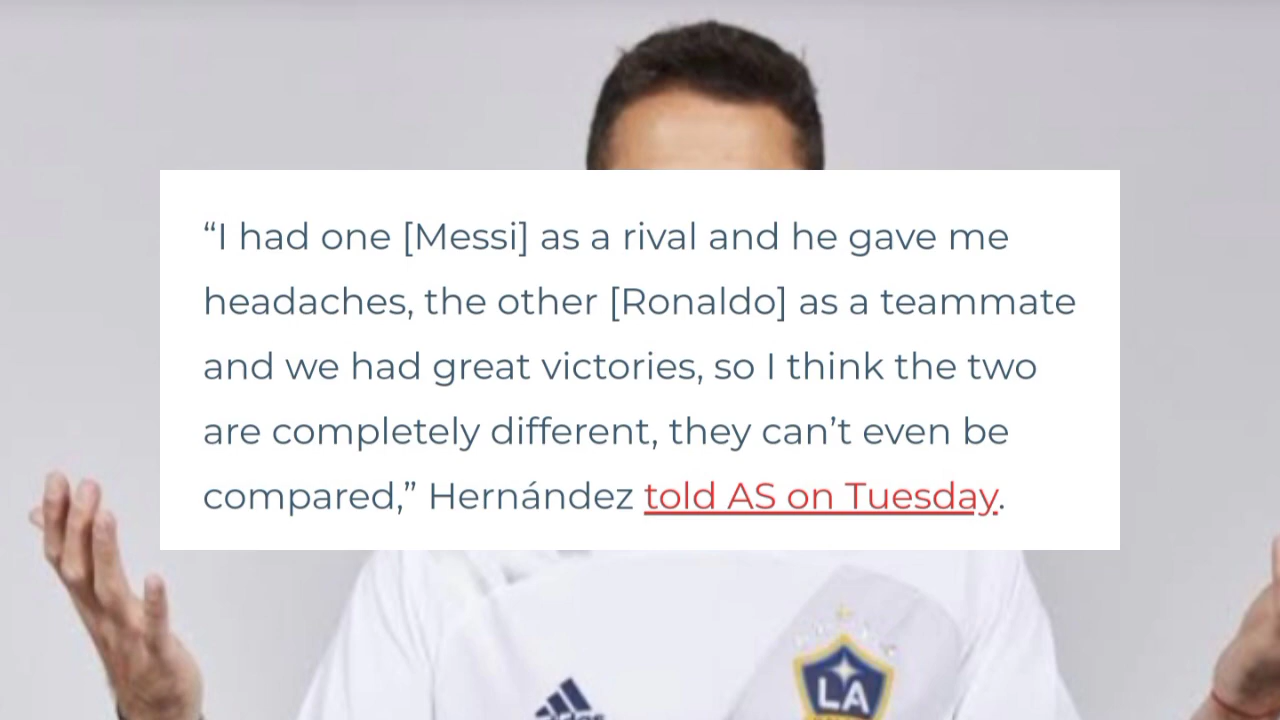 “I had one [Messi] as a rival and he gave me
headaches, the other [Ronaldo] as a teammate
and we had great victories, so I think the two
are completely different, they can’t even be
compared,” Hernández told AS on Tuesday.
adidas
LA